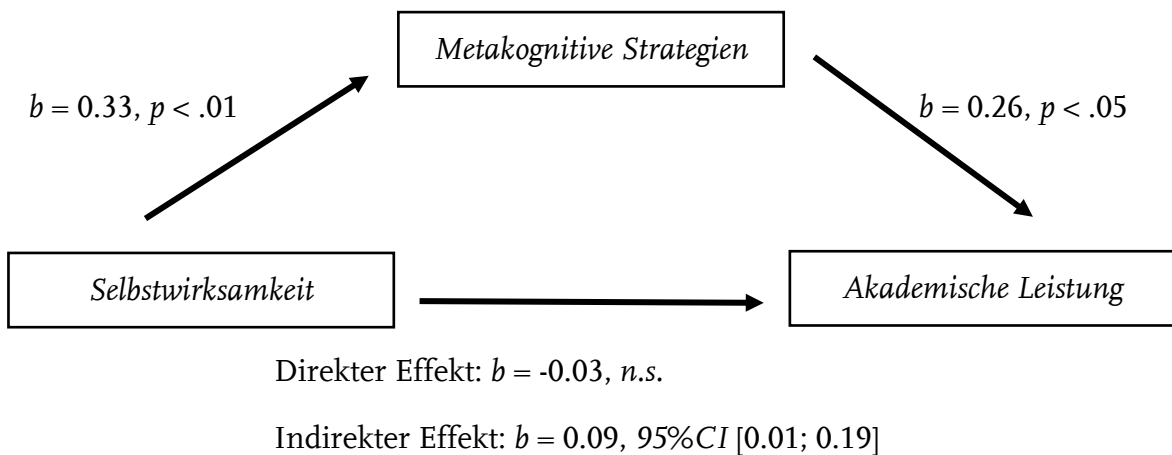 Metakognitive Strategien
b = 0.33, p < .01
b = 0.26, p < .05
Selbstwirksamkeit
Akademische Leistung
Direkter Effekt: b = -0.03, n.s.
Indirekter Effekt: b = 0.09, 95%CI [0.01; 0.19]